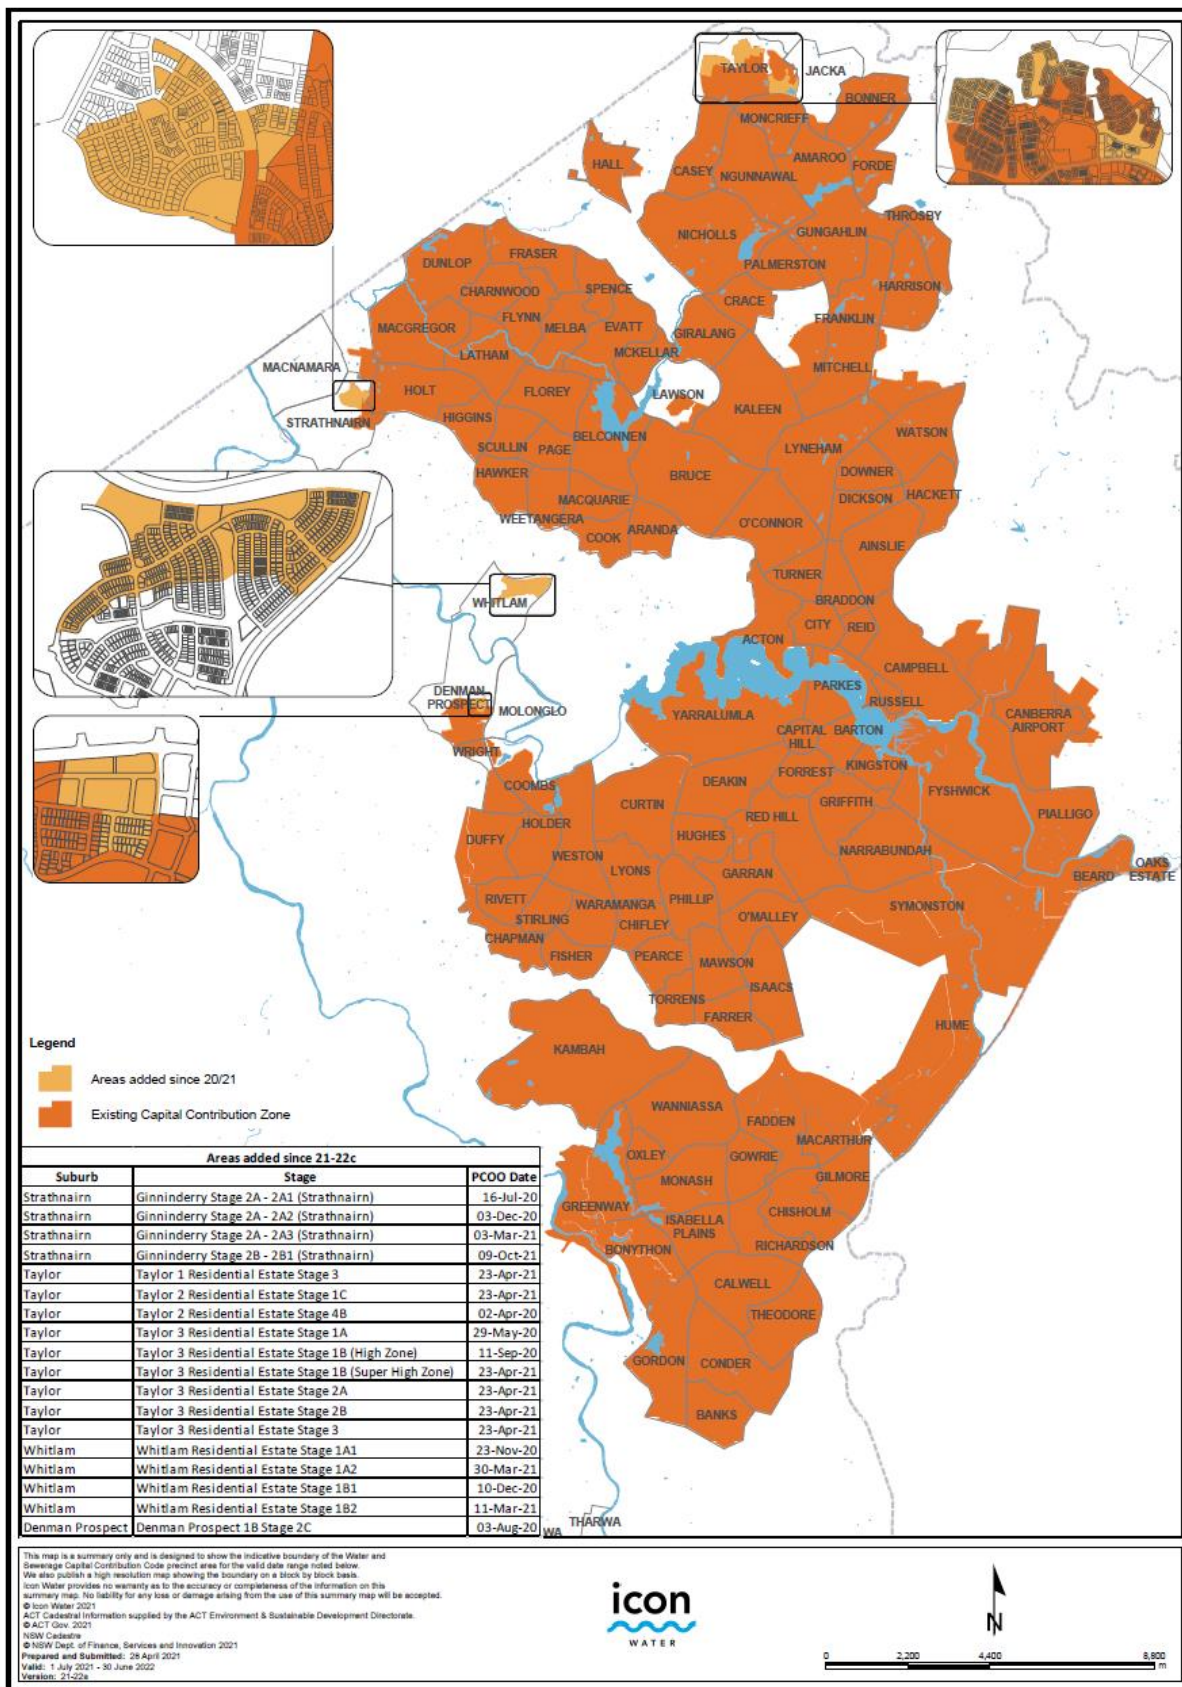 TAYLOR
JACKA
BONNER
MONCRIEFF
HALL
CASEY
NGUNNAWAL
AMAROO
FORDE
THROSBY
NICHOLLS
GUNGAHLIN
PALMERSTON
HARRISON
CRACE
FRANKLIN
DUNLOP
FRASER
CHARNWOOD
SPENCE
FLYNN
MACGREGOR
MELBA
EVATT
GIRALANG
LATHAM
MCKELLAR
MITCHELL
MACNAMARA
HOLT
FLOREY
LAWSON
KALEEN
STRATHNAIRN
HIGGINS
BELCONNEN
WATSON
SCULLIN
PAGE
LYNEHAM
HAWKER
BRUCE
DOWNER
DICKSON
HACKETT
MACQUARIE
WEETANGERA
ARANDA
O'CONNOR
COOK
AINSLIE
TURNER
WHITLAM
BRADDON
CITY
REID
ACTON
CAMPBELL
DENMAN
PROSPECT
MOLONGLO
PARKES
RUSSELL
YARRALUMLA
CANBERRA
AIRPORT
CAPITAL
HILL
BARTON
WRIGHT
KINGSTON
COOMBS
DEAKIN
FORREST
FYSHWICK
CURTIN
GRIFFITH
RED HILL
PIALLIGO
HOLDER
DUFFY
HUGHES
NARRABUNDAH
WESTON
LYONS
GARRAN
OAKS
ESTATE
BEARD
RIVETT
WARAMANGA
PHILLIP
SYMONSTON
STIRLING
CHIFLEY
O'MALLEY
CHAPMAN
FISHER
PEARCE
MAWSON
ISAACS
TORRENS
FARRER
HUME
KAMBAH
WANNIASSA
FADDEN
MACARTHUR
OXLEY
GOWRIE
MONASH
GILMORE
GREENWAY
CHISHOLM
ISABELLA
PLAINS
BONYTHON
RICHARDSON
CALWELL
THEODORE
GORDON
CONDER
BANKS
THARWA
WA
Legend
Areas added since 20/21
Existing Capital Contribution Zone
Areas added since 21-22c
Suburb Stage PCOO Date
Strathnairn Ginninderry Stage 2A - 2A1 (Strathnairn) 16-Jul-20
Strathnairn Ginninderry Stage 2A - 2A2 (Strathnairn) 03-Dec-20
Strathnairn Ginninderry Stage 2A - 2A3 (Strathnairn) 03-Mar-21
Strathnairn Ginninderry Stage 2B - 2B1 (Strathnairn) 09-Oct-21
Taylor Taylor 1 Residential Estate Stage 3 23-Apr-21
Taylor Taylor 2 Residential Estate Stage 1C 23-Apr-21
Taylor Taylor 2 Residential Estate Stage 4B 02-Apr-20
Taylor Taylor 3 Residential Estate Stage 1A 29-May-20
Taylor Taylor 3 Residential Estate Stage 1B (High Zone) 11-Sep-20
Taylor Taylor 3 Residential Estate Stage 1B (Super High Zone) 23-Apr-21
Taylor Taylor 3 Residential Estate Stage 2A 23-Apr-21
Taylor Taylor 3 Residential Estate Stage 2B 23-Apr-21
Taylor Taylor 3 Residential Estate Stage 3 23-Apr-21
Whitlam Whitlam Residential Estate Stage 1A1 23-Nov-20
Whitlam Whitlam Residential Estate Stage 1A2 30-Mar-21
Whitlam Whitlam Residential Estate Stage 1B1 10-Dec-20
Whitlam Whitlam Residential Estate Stage 1B2 11-Mar-21
Denman Prospect Denman Prospect 1B Stage 2C 03-Aug-20
This map is a summary only and is designed to show the indicative boundary of the Water and
Sewerage Capital Contribution Code precinct area for the valid date range noted below.
We also publish a high resolution map showing the boundary on a block by block basis.
Icon Water provides no warranty as to the accuracy or completeness of the information on this
summary map. No liability for any loss or damage arising from the use of this summary map will be accepted.
© Icon Water 2021
ACT Cadastral Information supplied by the ACT Environment & Sustainable Development Directorate.
© ACT Gov. 2021
NSW Cadastre
© NSW Dept. of Finance, Services and Innovation 2021
Prepared and Submitted: 28 April 2021
Valid: 1 July 2021 - 30 June 2022
Version: 21-22a
icon
WATER
N
0 2,200 4,400 8,800
m